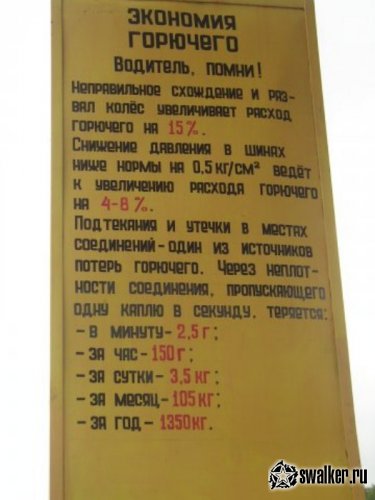 ЭКОНОМИЯ
ГОРЮЧЕГО
Водитель, помни!
Неправильное схождение и раз-
вал колёс увеличивает расход
горючего на 15%.
Снижение давления в шинах
ниже нормы на 0,5 кг/см² ведёт
к увеличению расходя горючего
на 4-8%.
Подтекания и утечки в местах
соединений - один из источников
потерь горючего. Через неплот-
ности соединения, пропускающего
одну каплю в секунду, теряется:
- в минуту - 2,5 г;
- за час - 150 г;
- за сутки - 3,5 кг;
- за месяц - 105 кг;
- за год - 1350 кг.
swalker.ru